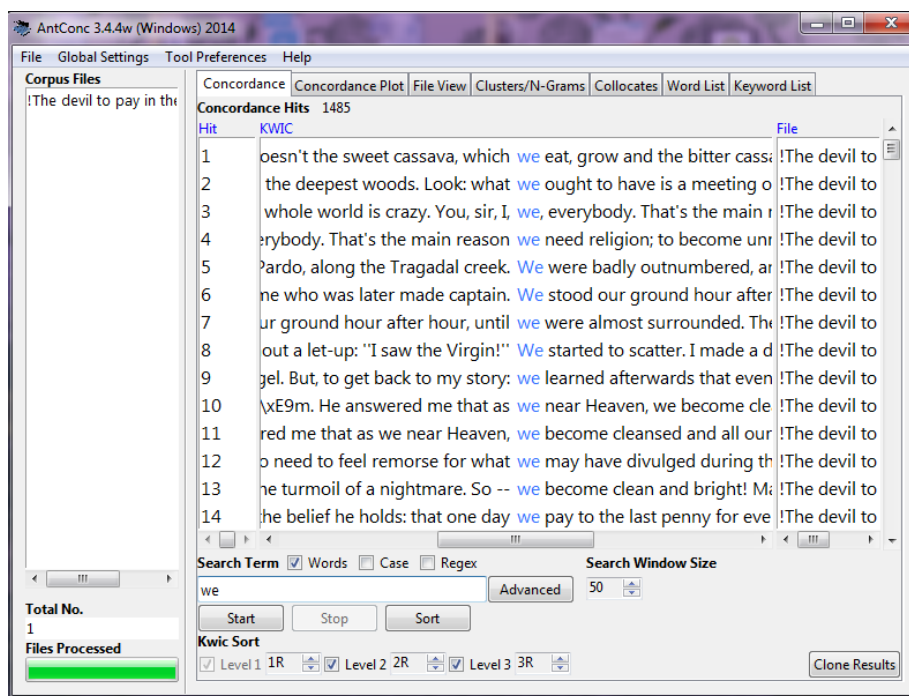 AntConc 3.4.4w (Windows) 2014
File Global Settings Tool Preferences Help
Corpus Files
!The devil to pay in the
Concordance Concordance Plot File View Clusters/N-Grams Collocates Word List Keyword List
Concordance Hits 1485
Hit KWIC File
1 oesn't the sweet cassava, which we eat, grow and the bitter cassa !The devil to
2 the deepest woods. Look: what we ought to have is a meeting o !The devil to
3 whole world is crazy. You, sir, I, we, everybody. That's the main r !The devil to
4 erybody. That's the main reason we need religion; to become unr !The devil to
5 Pardo, along the Tragadal creek. We were badly outnumbered, ar !The devil to
6 me who was later made captain. We stood our ground hour after !The devil to
7 ur ground hour after hour, until we were almost surrounded. The !The devil to
8 out a let-up: "I saw the Virgin!" We started to scatter. I made a d !The devil to
9 gel. But, to get back to my story: we learned afterwards that even !The devil to
10 \xE9m. He answered me that as we near Heaven, we become cle !The devil to
11 red me that as we near Heaven, we become cleansed and all our !The devil to
12 o need to feel remorse for what we may have divulged during th !The devil to
13 he turmoil of a nightmare. So -- we become clean and bright! Ma !The devil to
14 the belief he holds: that one day we pay to the last penny for eve !The devil to
Search Term Words Case Regex Search Window Size
we Advanced 50
Total No.
1
Start Stop Sort
Files Processed
Kwic Sort
Level 1 1R Level 2 2R Level 3 3R Clone Results